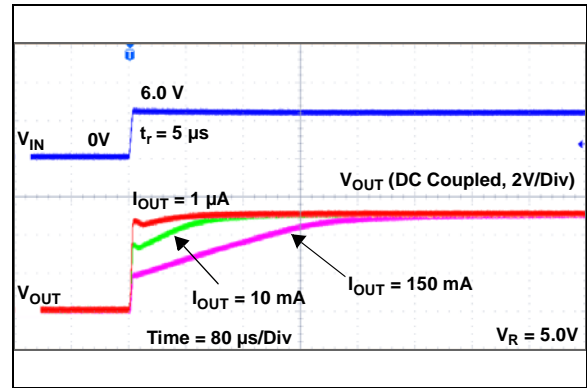 T
6.0 V
V_IN 0V t_r = 5 µs
V_OUT (DC Coupled, 2V/Div)
I_OUT = 1 µA
V_OUT I_OUT = 10 mA I_OUT = 150 mA
Time = 80 µs/Div V_R = 5.0V